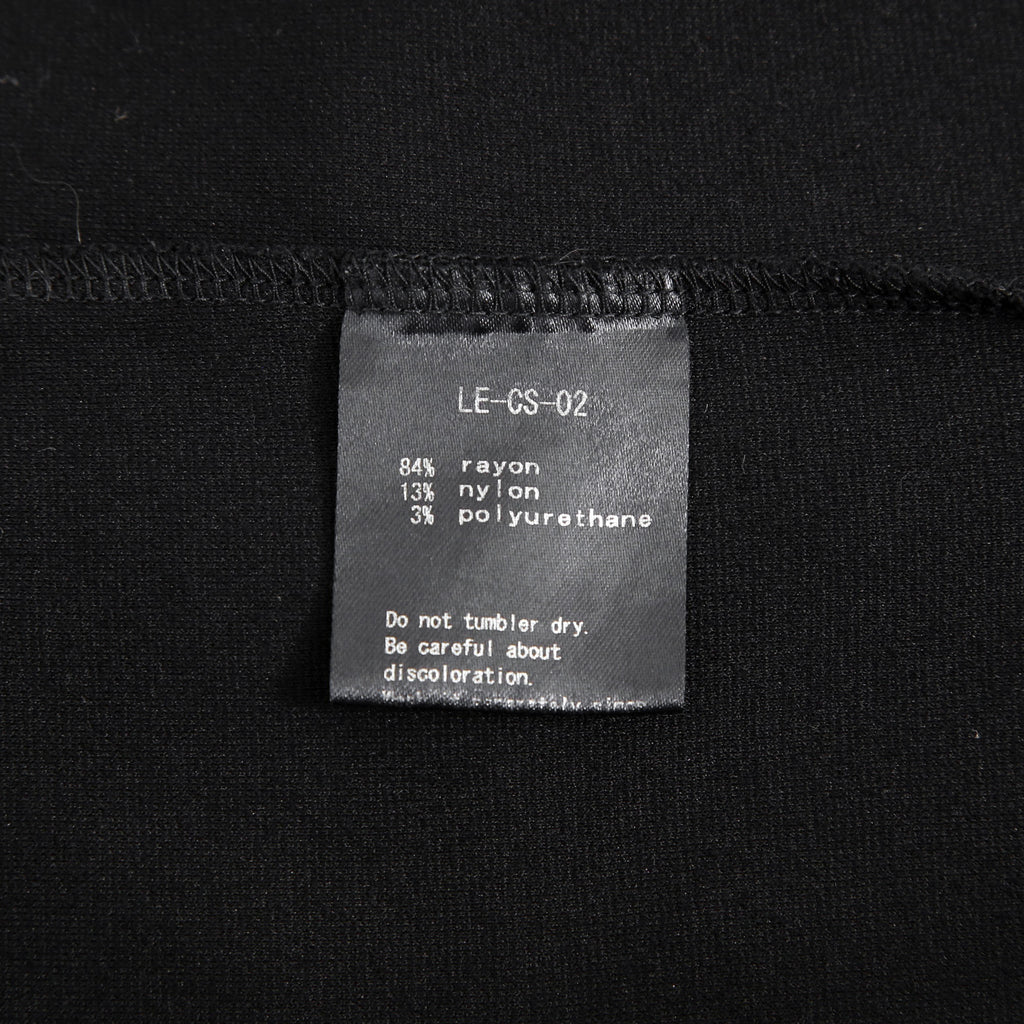 LE-CS-02
84% rayon
13% nylon
3% polyurethane
Do not tumbler dry.
Be careful about
discoloration.